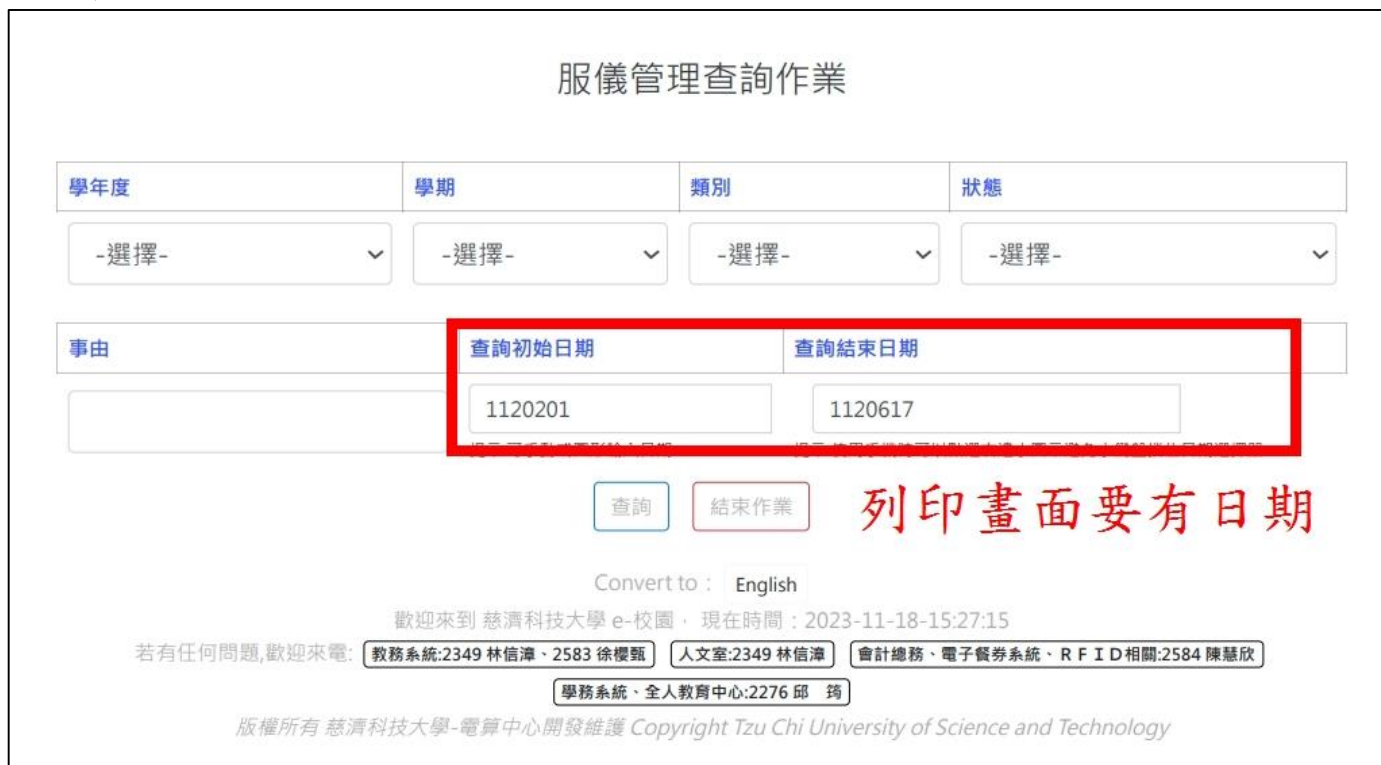 服儀管理查詢作業
學年度 學期 類別 狀態
-選擇- -選擇- -選擇- -選擇-
事由 查詢初始日期 查詢結束日期
1120201 1120617
查詢 結束作業 列印畫面要有日期
Convert to： English
歡迎來到 慈濟科技大學 e-校園， 現在時間：2023-11-18-15:27:15
若有任何問題,歡迎來電: 教務系統:2349 林信漳、2583 徐櫻甄 人文室:2349 林信漳 會計總務、電子餐券系統、ＲＦＩＤ相關:2584 陳慧欣
學務系統、全人教育中心:2276 邱　筠
版權所有 慈濟科技大學-電算中心開發維護 Copyright Tzu Chi University of Science and Technology